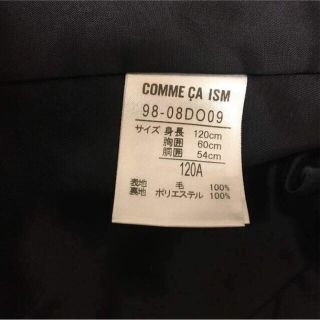 COMME ÇA ISM
98-08DO09
サイズ 身長 120cm
胸囲 60cm
胴囲 54cm
120A
表地 毛 100%
裏地 ポリエステル 100%